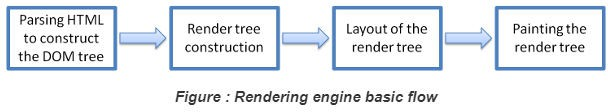 Parsing HTML
to construct
the DOM tree
Render tree
construction
Layout of the
render tree
Painting the
render tree
Figure : Rendering engine basic flow